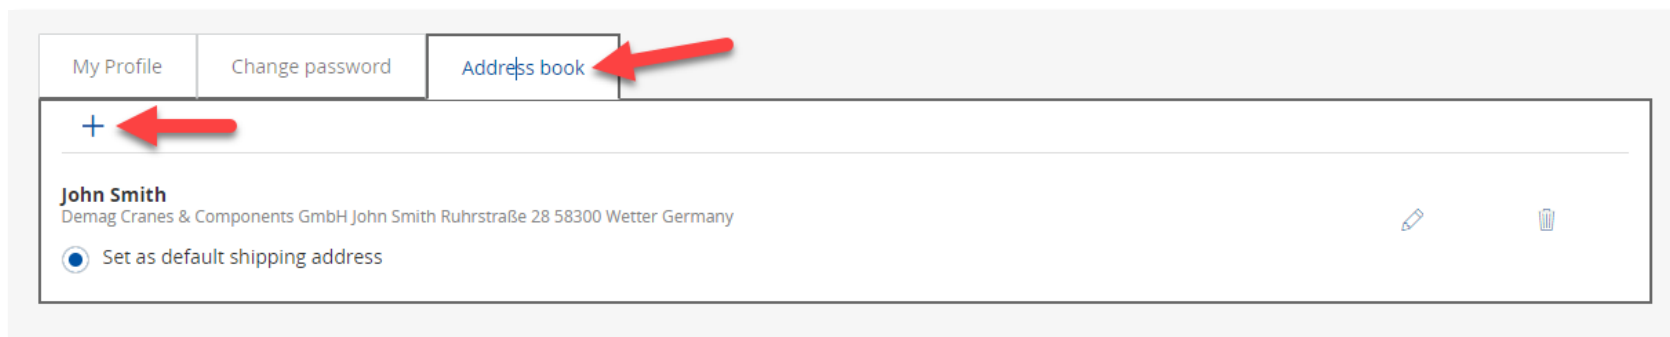 My Profile
Change password
Address book
John Smith
Demag Cranes & Components GmbH John Smith Ruhrstraße 28 58300 Wetter Germany
Set as default shipping address